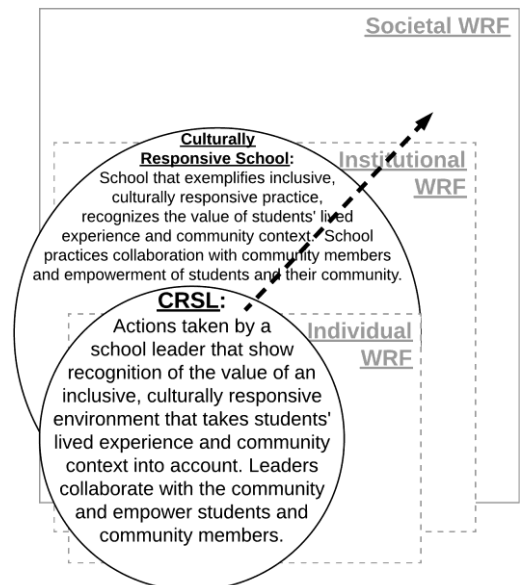 Societal WRF
Culturally
Responsive School:
School that exemplifies inclusive,
culturally responsive practice,
recognizes the value of students' lived
experience and community context. School
practices collaboration with community members
and empowerment of students and their community.
Institutional
WRF
CRSL:
Actions taken by a
school leader that show
recognition of the value of an
inclusive, culturally responsive
environment that takes students'
lived experience and community
context into account. Leaders
collaborate with the community
and empower students and
community members.
Individual
WRF